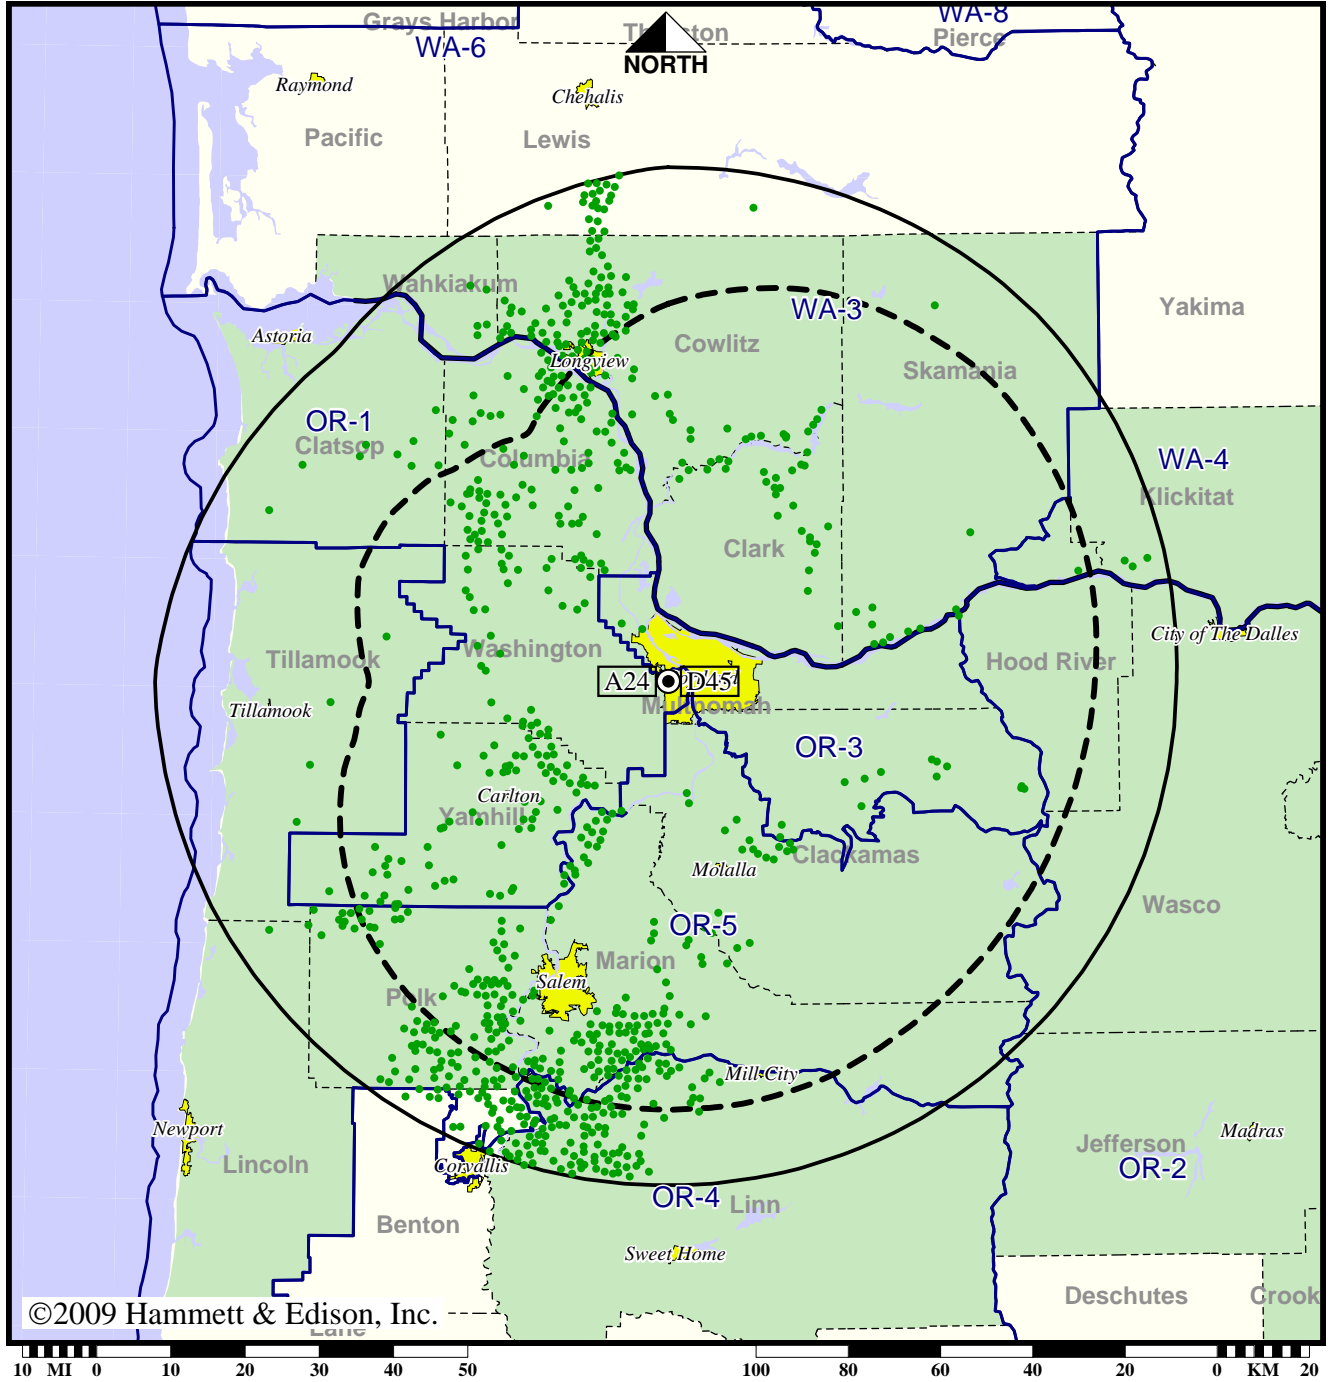 Grays Harbor
WA-6
Thurston
WA-8
Pierce
NORTH
Raymond
Chehalis
Pacific
Lewis
Wahkiakum
Astoria
Longview
WA-3
Cowlitz
Skamania
Yakima
OR-1
Clatsop
Columbia
WA-4
Klickitat
Clark
Washington
Tillamook
Hood River
City of The Dalles
A24
D45
Multnomah
Tillamook
OR-3
Carlton
Yamhill
Clackamas
Molalla
Wasco
OR-5
Marion
Salem
Polk
Mill City
Newport
Lincoln
Corvallis
Jefferson
Madras
OR-2
OR-4
Linn
Benton
Sweet Home
Deschutes
Crook
©2009 Hammett & Edison, Inc.
Lane
10 MI 0 10 20 30 40 50
100 80 60 40 20 0 KM 20